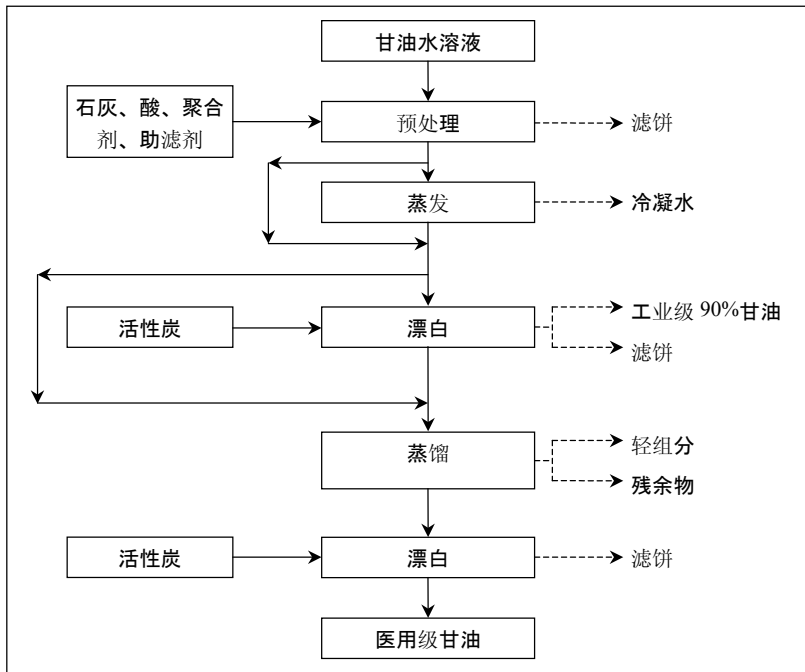 甘油水溶液
石灰、酸、聚合
剂、助滤剂
预处理
滤饼
蒸发
冷凝水
活性炭
漂白
工业级 90%甘油
滤饼
蒸馏
轻组分
残余物
活性炭
漂白
滤饼
医用级甘油